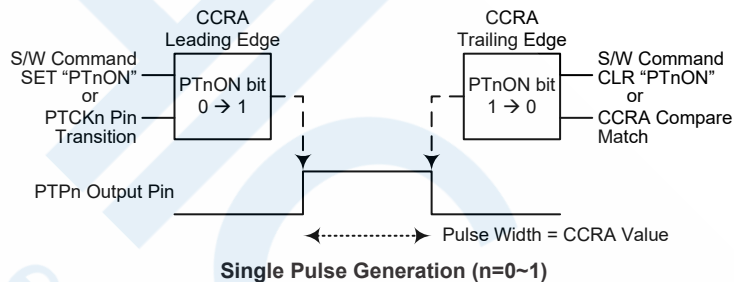 CCRA
Leading Edge
S/W Command
SET “PTnON”
or
PTCKn Pin
Transition
PTnON bit
0 → 1
CCRA
Trailing Edge
PTnON bit
1 → 0
S/W Command
CLR “PTnON”
or
CCRA Compare
Match
PTPn Output Pin
Pulse Width = CCRA Value
Single Pulse Generation (n=0~1)